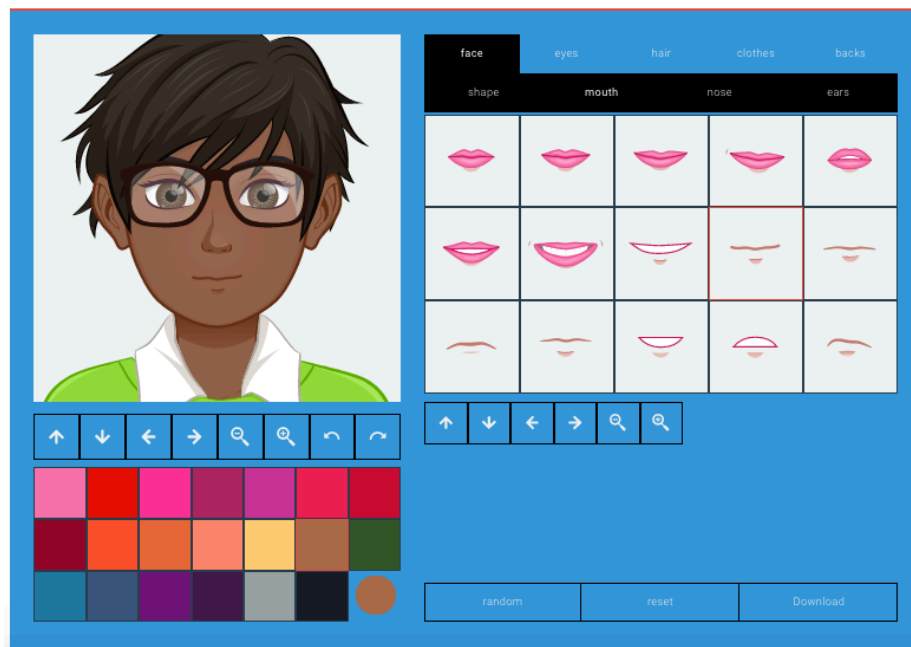 face eyes hair clothes backs
shape mouth nose ears
random reset Download